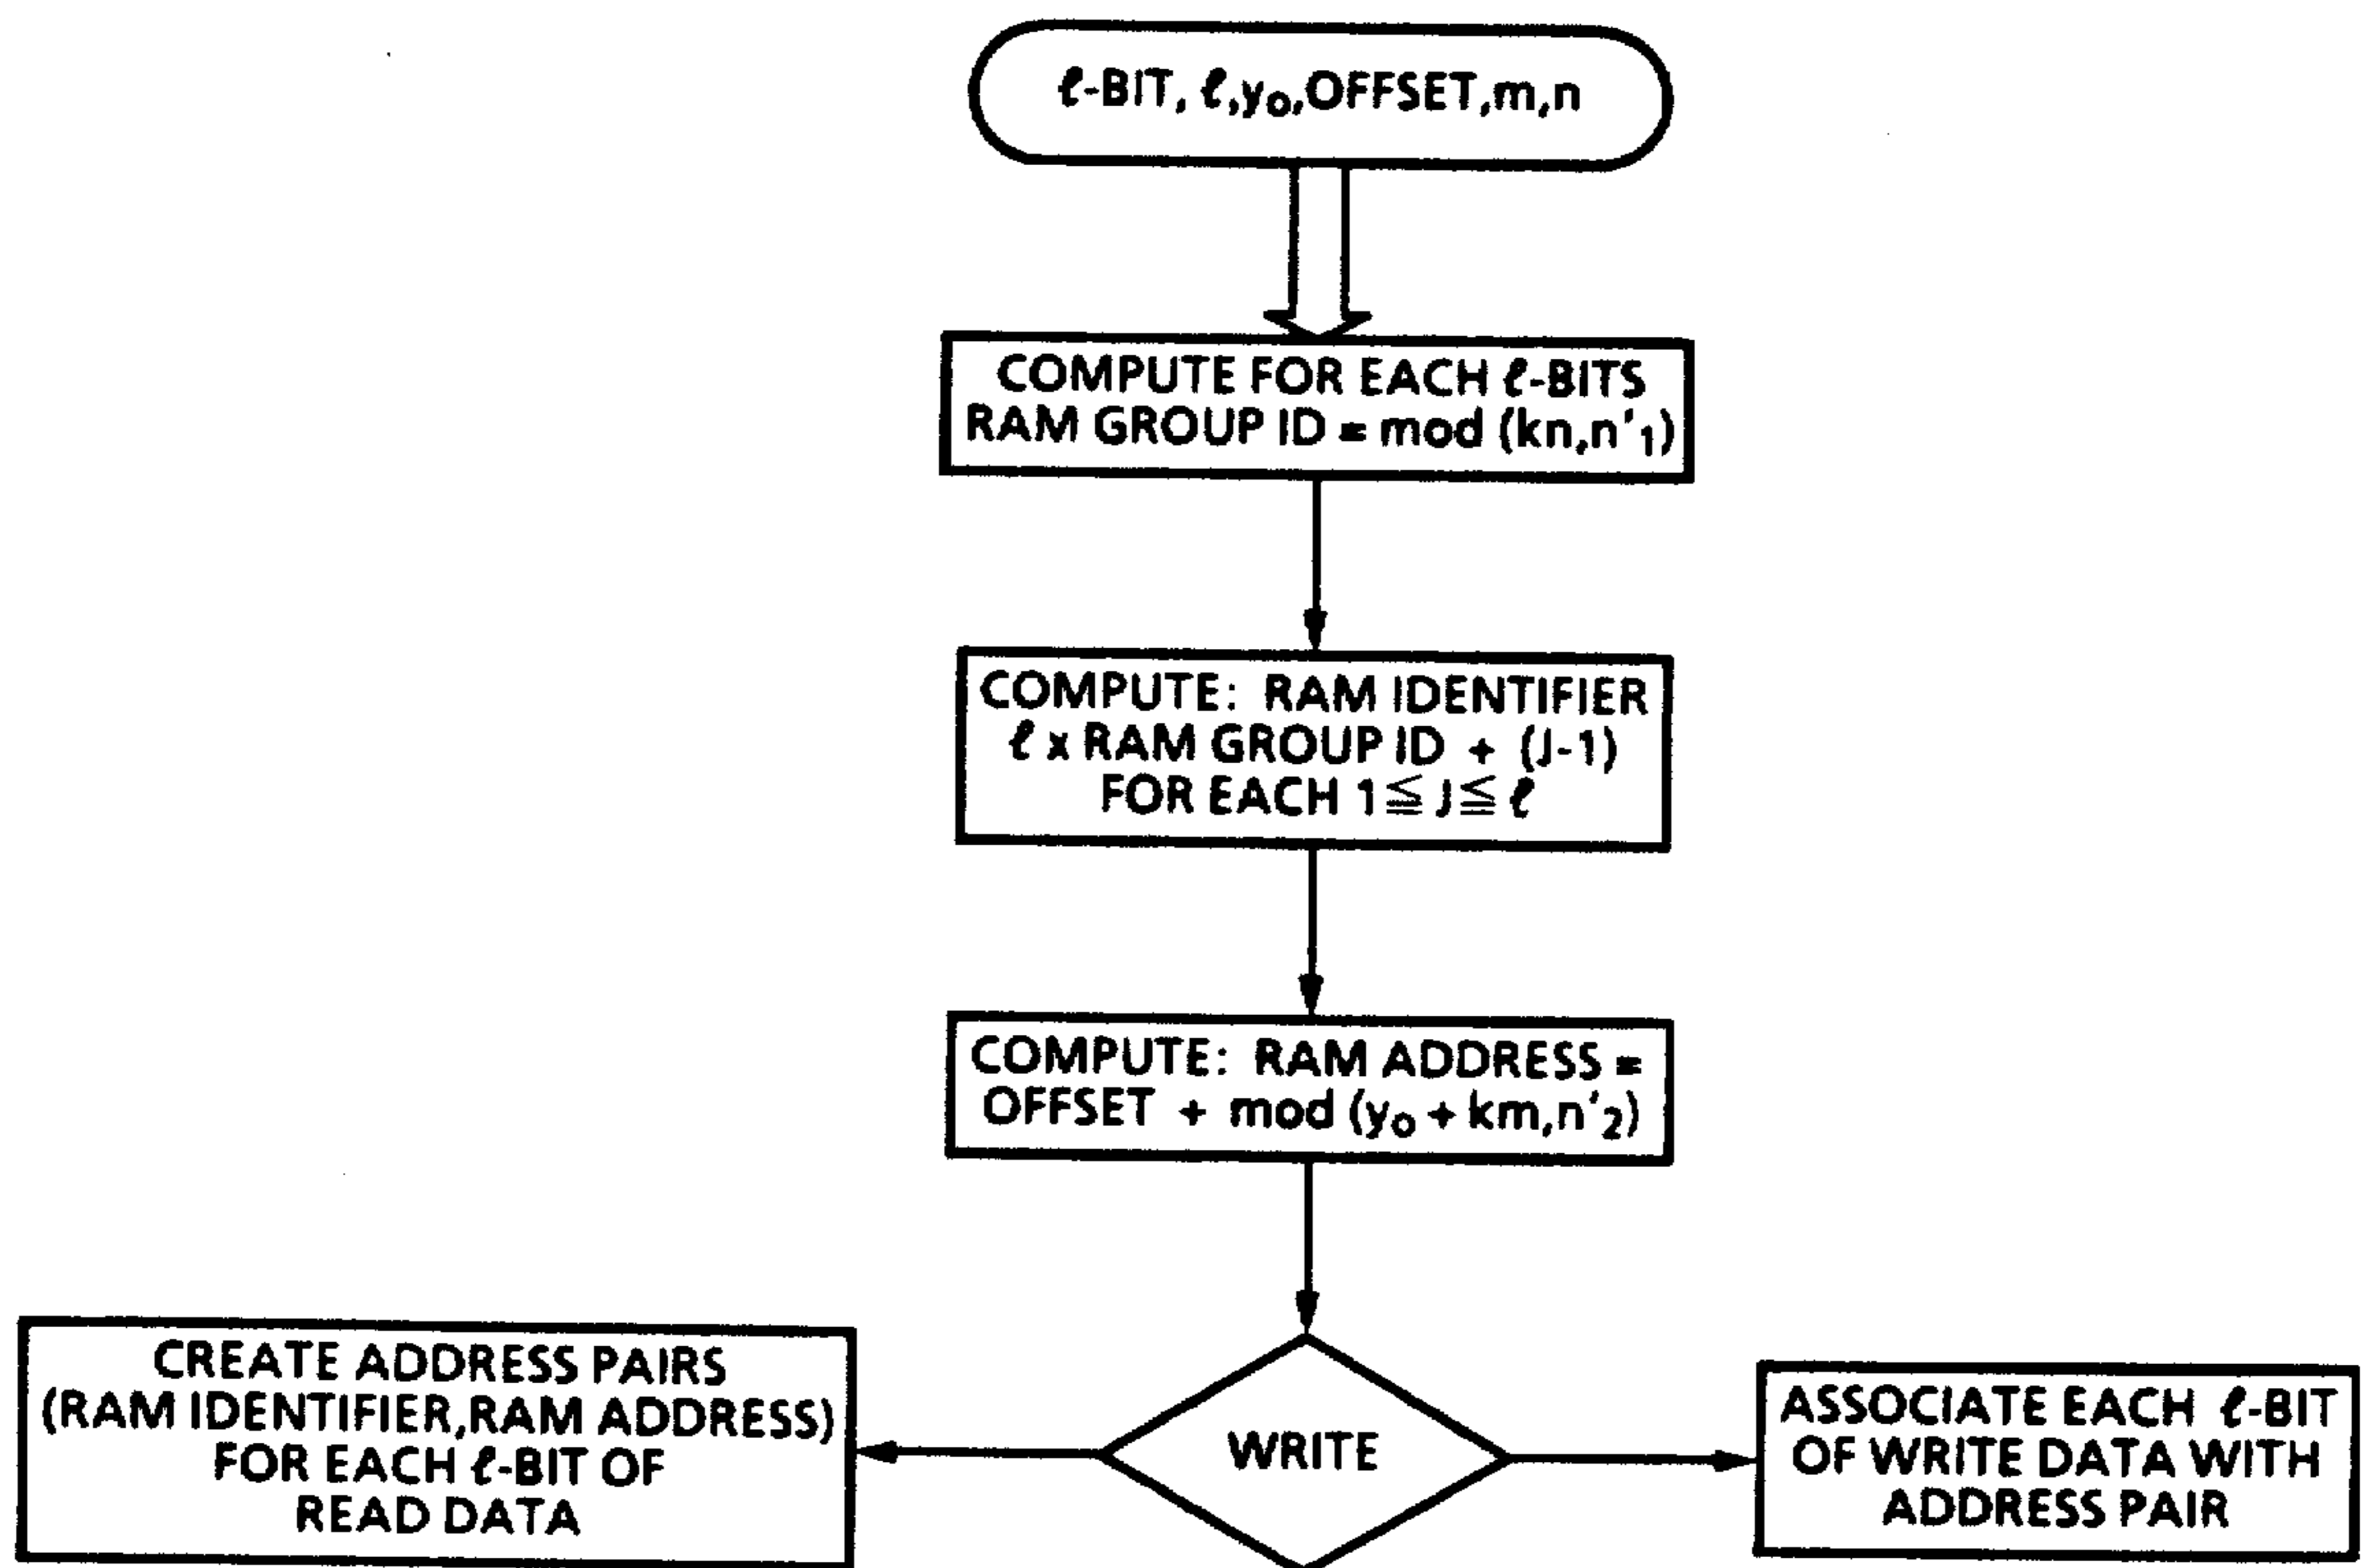 ℓ-BIT, ℓ,y₀,OFFSET,m,n
COMPUTE FOR EACH ℓ-BITS
RAM GROUP ID = mod (kn,n'₁)
COMPUTE: RAM IDENTIFIER
ℓ x RAM GROUP ID + (J-1)
FOR EACH 1≦J≦ℓ
COMPUTE: RAM ADDRESS =
OFFSET + mod (y₀ + km,n'₂)
CREATE ADDRESS PAIRS
(RAM IDENTIFIER,RAM ADDRESS)
FOR EACH ℓ-BIT OF
READ DATA
WRITE
ASSOCIATE EACH ℓ-BIT
OF WRITE DATA WITH
ADDRESS PAIR